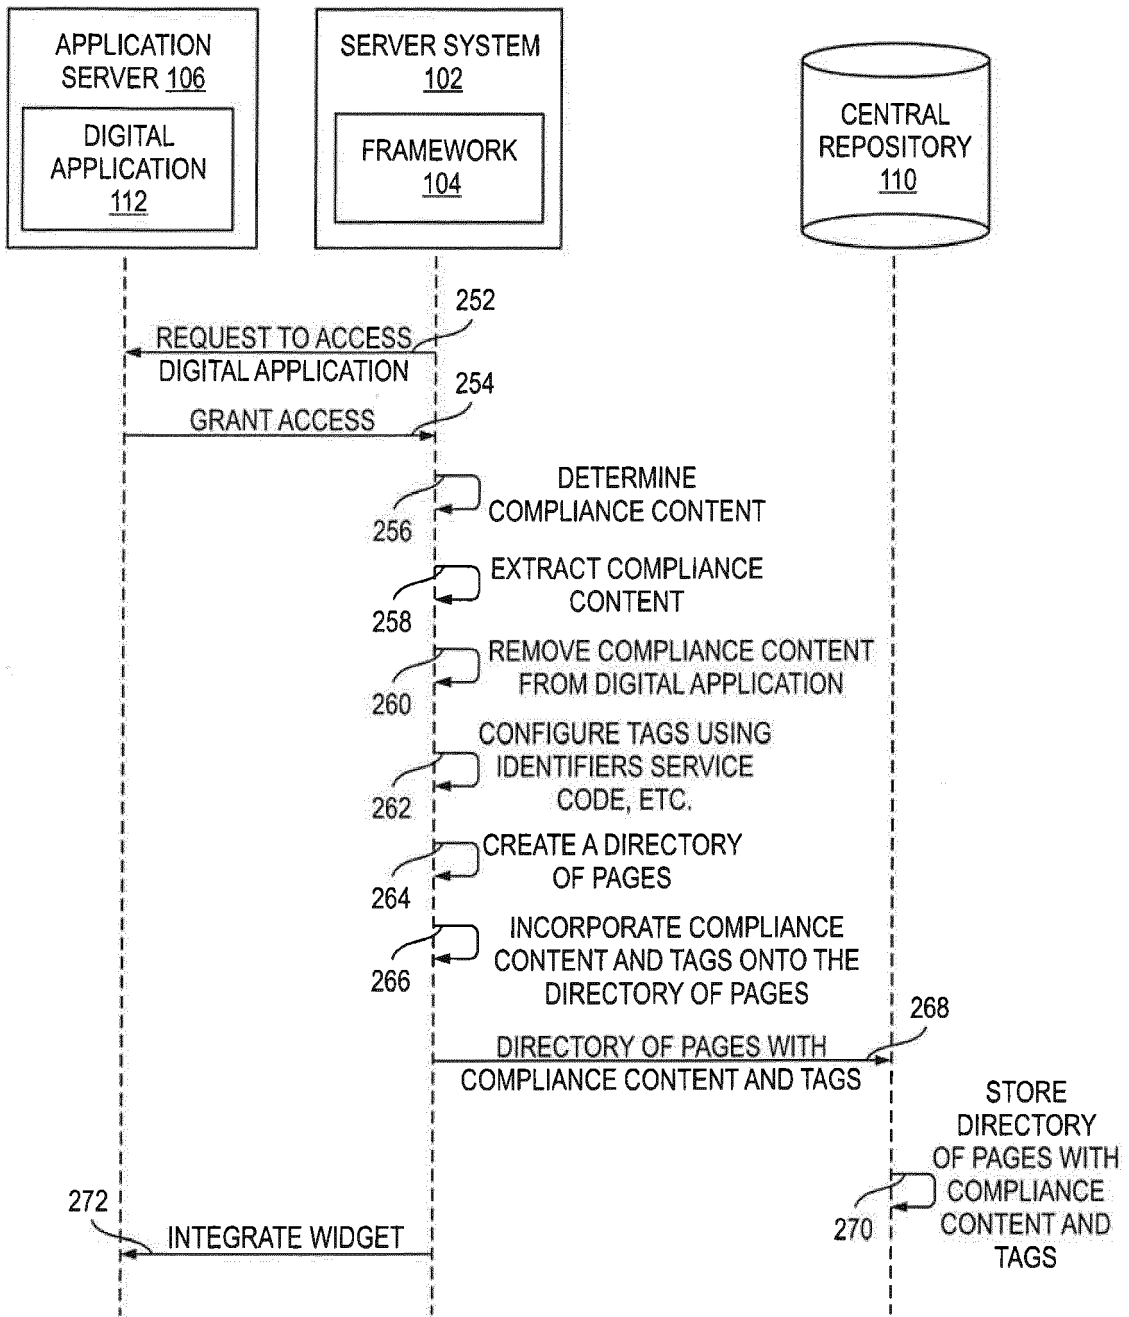 APPLICATION
SERVER 106
DIGITAL
APPLICATION
112
SERVER SYSTEM
102
FRAMEWORK
104
CENTRAL
REPOSITORY
110
252
REQUEST TO ACCESS
DIGITAL APPLICATION
254
GRANT ACCESS
DETERMINE
COMPLIANCE CONTENT
256
EXTRACT COMPLIANCE
CONTENT
258
REMOVE COMPLIANCE CONTENT
FROM DIGITAL APPLICATION
260
CONFIGURE TAGS USING
IDENTIFIERS SERVICE
CODE, ETC.
262
CREATE A DIRECTORY
OF PAGES
264
INCORPORATE COMPLIANCE
CONTENT AND TAGS ONTO THE
DIRECTORY OF PAGES
266
268
DIRECTORY OF PAGES WITH
COMPLIANCE CONTENT AND TAGS
STORE
DIRECTORY
OF PAGES WITH
COMPLIANCE
CONTENT AND
TAGS
270
272
INTEGRATE WIDGET